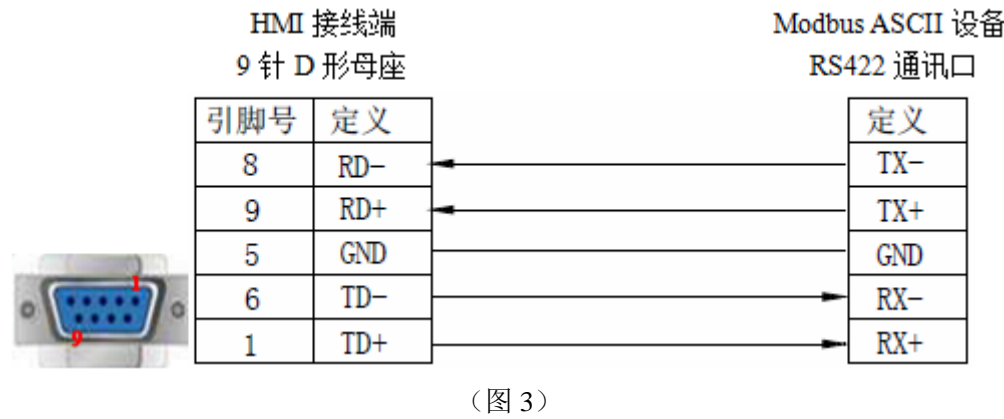 HMI 接线端 Modbus ASCII 设备
9 针 D 形母座 RS422 通讯口
引脚号 定义 定义
8 RD- TX-
9 RD+ TX+
5 GND GND
6 TD- RX-
1 TD+ RX+
1
9
（图 3）